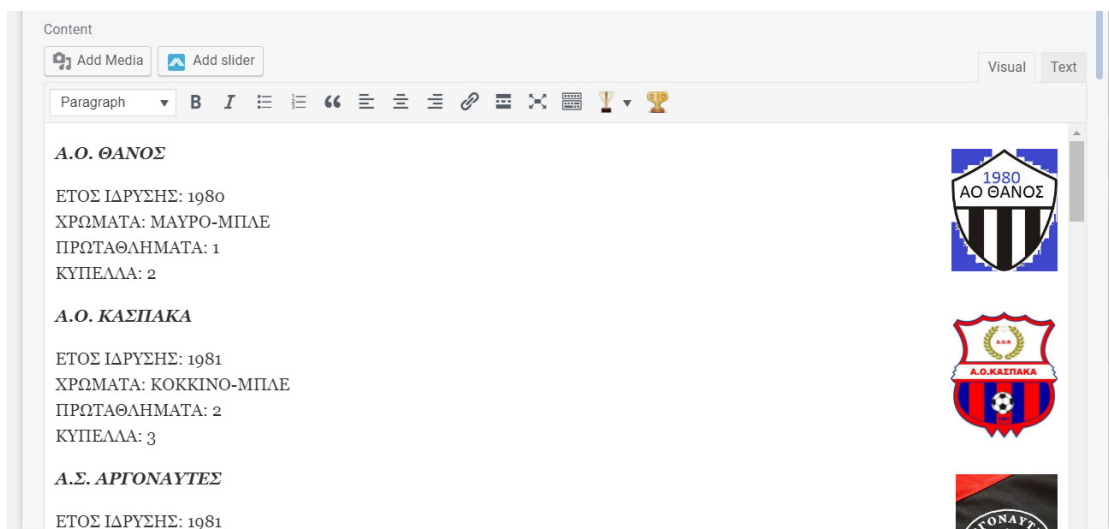 Content
Add Media
Add slider
Visual
Text
Paragraph
B I
Α.Ο. ΘΑΝΟΣ
ΕΤΟΣ ΙΔΡΥΣΗΣ: 1980
ΧΡΩΜΑΤΑ: ΜΑΥΡΟ-ΜΠΛΕ
ΠΡΩΤΑΘΛΗΜΑΤΑ: 1
ΚΥΠΕΛΛΑ: 2
1980
ΑΟ ΘΑΝΟΣ
Α.Ο. ΚΑΣΠΑΚΑ
ΕΤΟΣ ΙΔΡΥΣΗΣ: 1981
ΧΡΩΜΑΤΑ: ΚΟΚΚΙΝΟ-ΜΠΛΕ
ΠΡΩΤΑΘΛΗΜΑΤΑ: 2
ΚΥΠΕΛΛΑ: 3
Α.Ο.Κ
Α.Ο.ΚΑΣΠΑΚΑ
Α.Σ. ΑΡΓΟΝΑΥΤΕΣ
ΕΤΟΣ ΙΔΡΥΣΗΣ: 1981